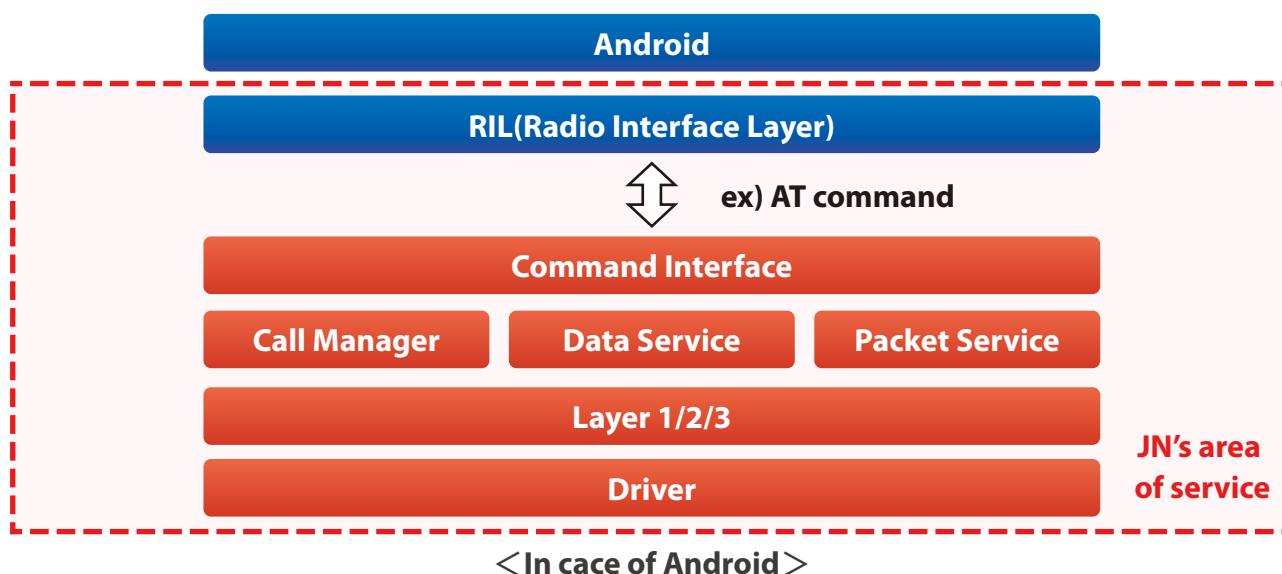 Android
RIL(Radio Interface Layer)
ex) AT command
Command Interface
Call Manager
Data Service
Packet Service
Layer 1/2/3
Driver
JN's area
of service
<In cace of Android>